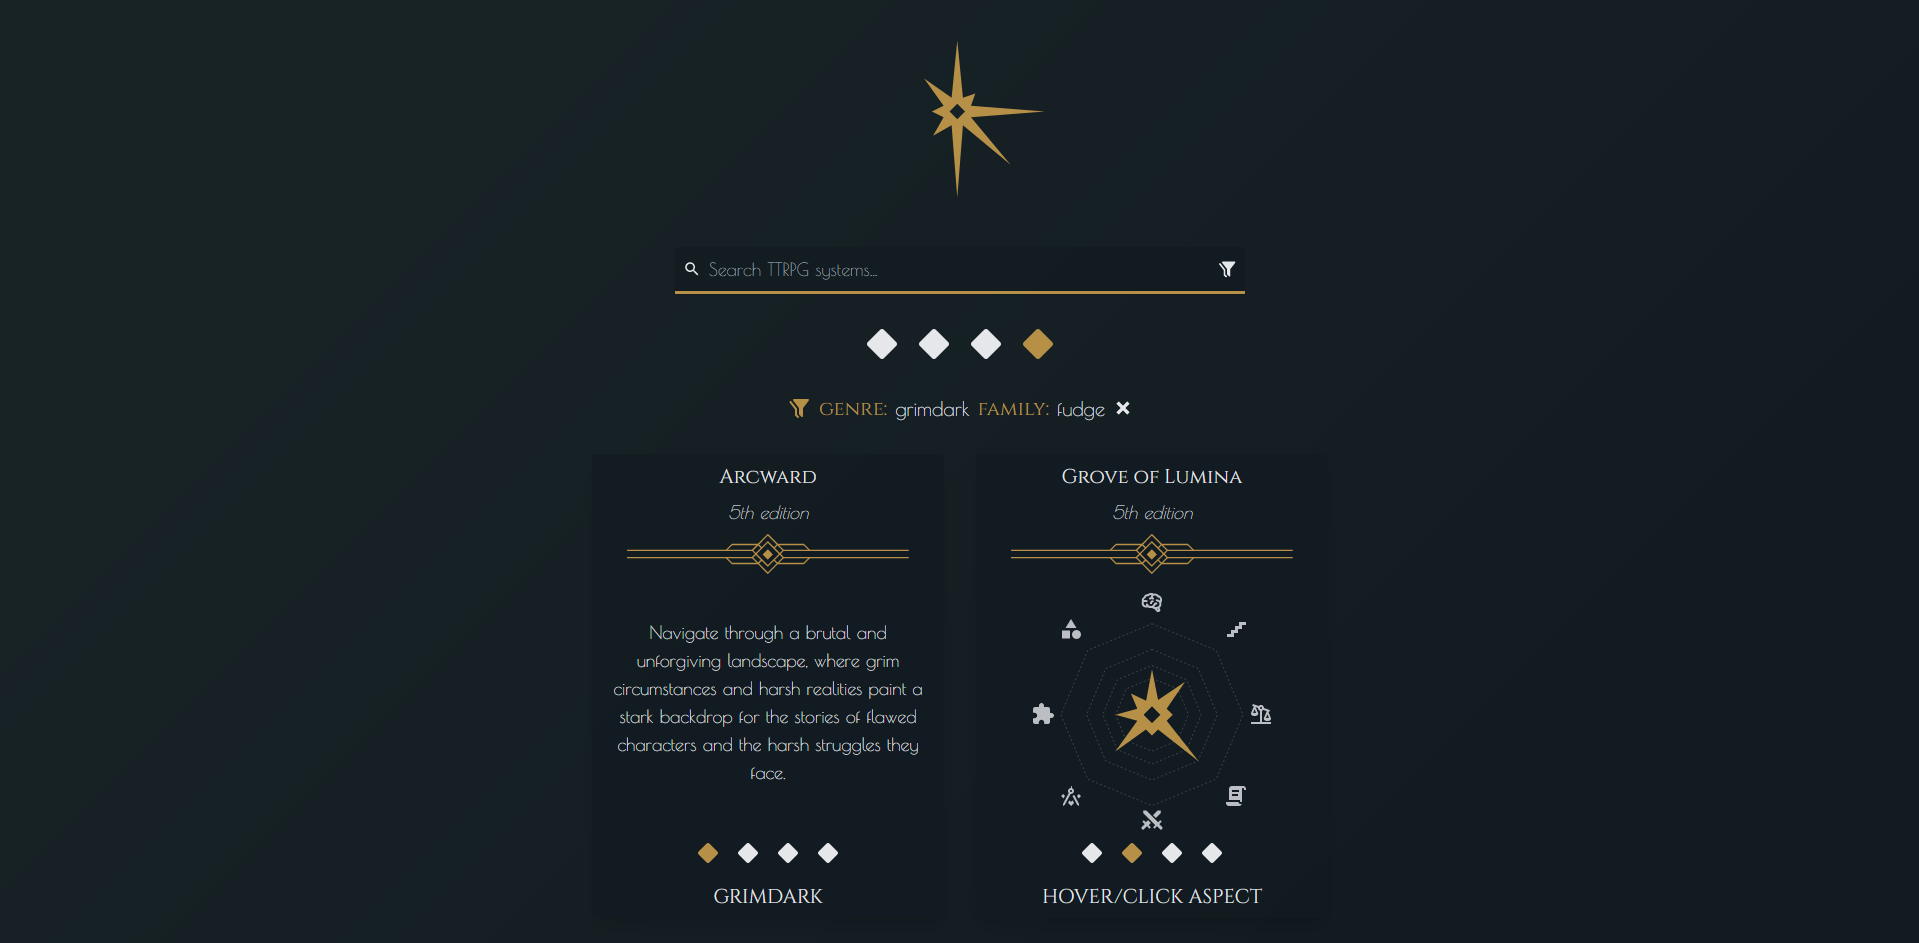 Search TTRPG systems...
GENRE: grimdark FAMILY: fudge
Arcward
5th edition
Navigate through a brutal and
unforgiving landscape, where grim
circumstances and harsh realities paint a
stark backdrop for the stories of flawed
characters and the harsh struggles they
face.
GRIMDARK
Grove of Lumina
5th edition
HOVER/CLICK ASPECT